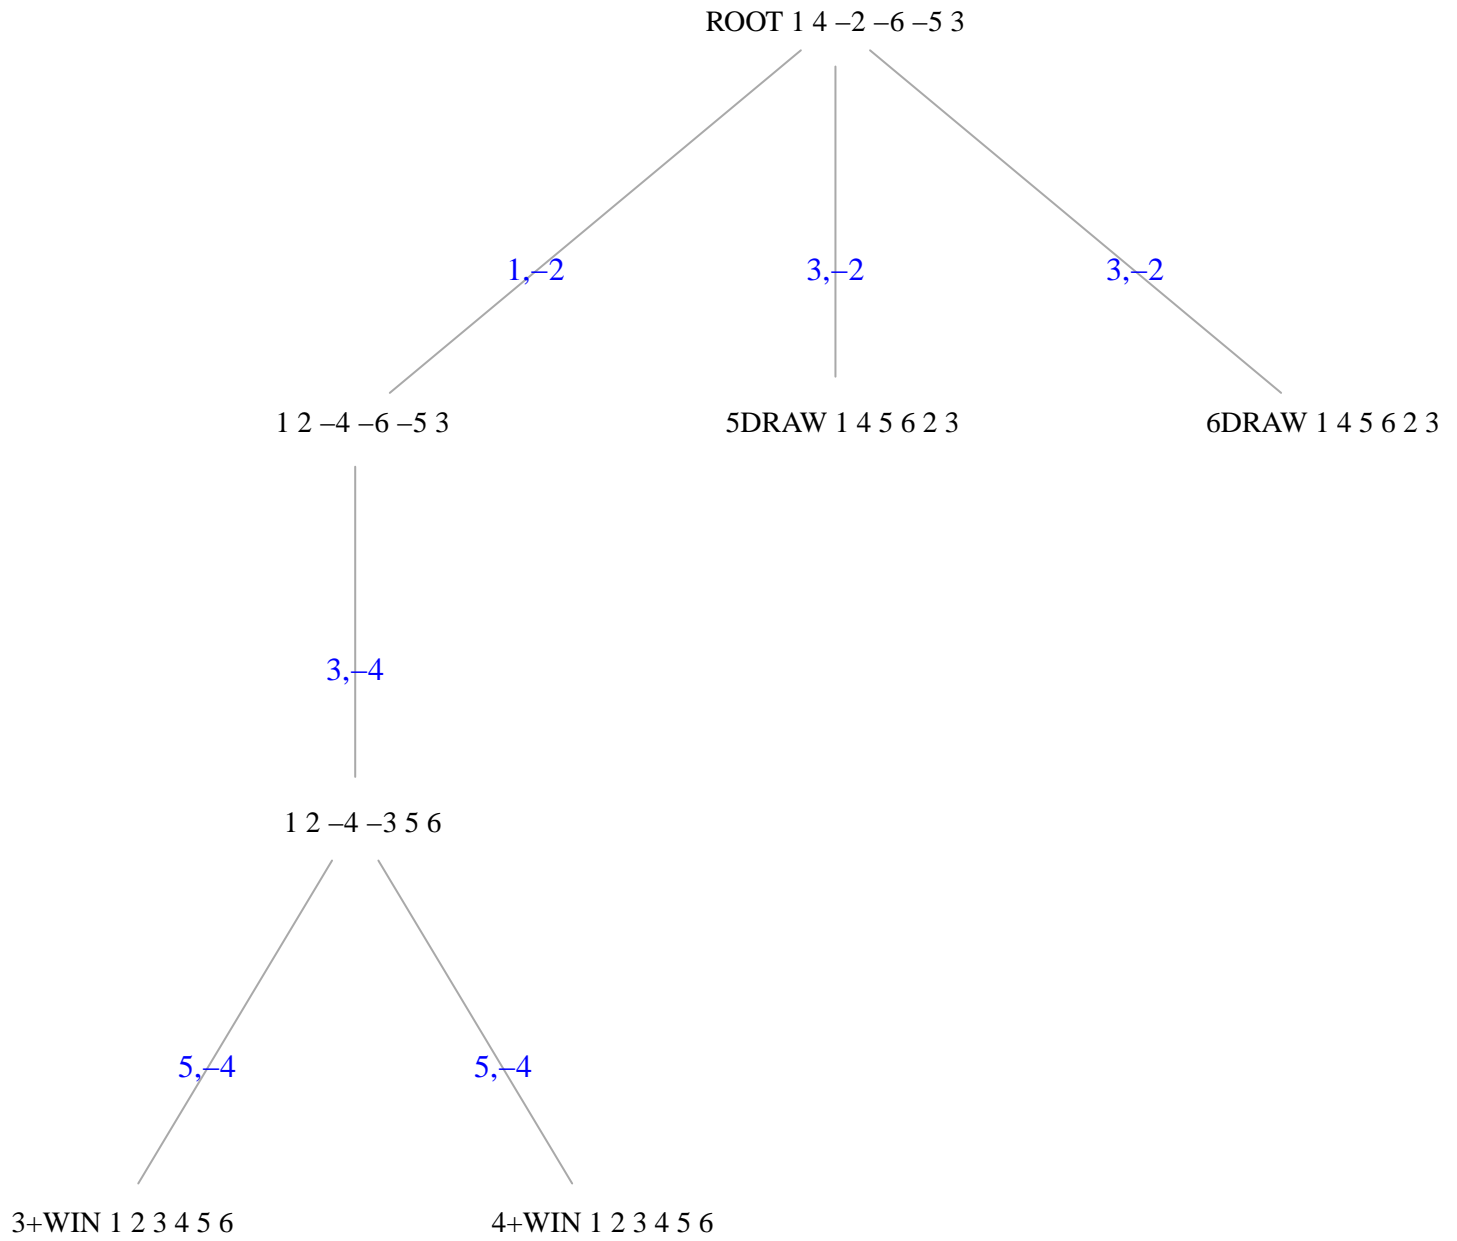 ROOT 1 4 –2 –6 –5 3
1,–2
3,–2
3,–2
1 2 –4 –6 –5 3
5DRAW 1 4 5 6 2 3
6DRAW 1 4 5 6 2 3
3,–4
1 2 –4 –3 5 6
5,–4
5,–4
3+WIN 1 2 3 4 5 6
4+WIN 1 2 3 4 5 6